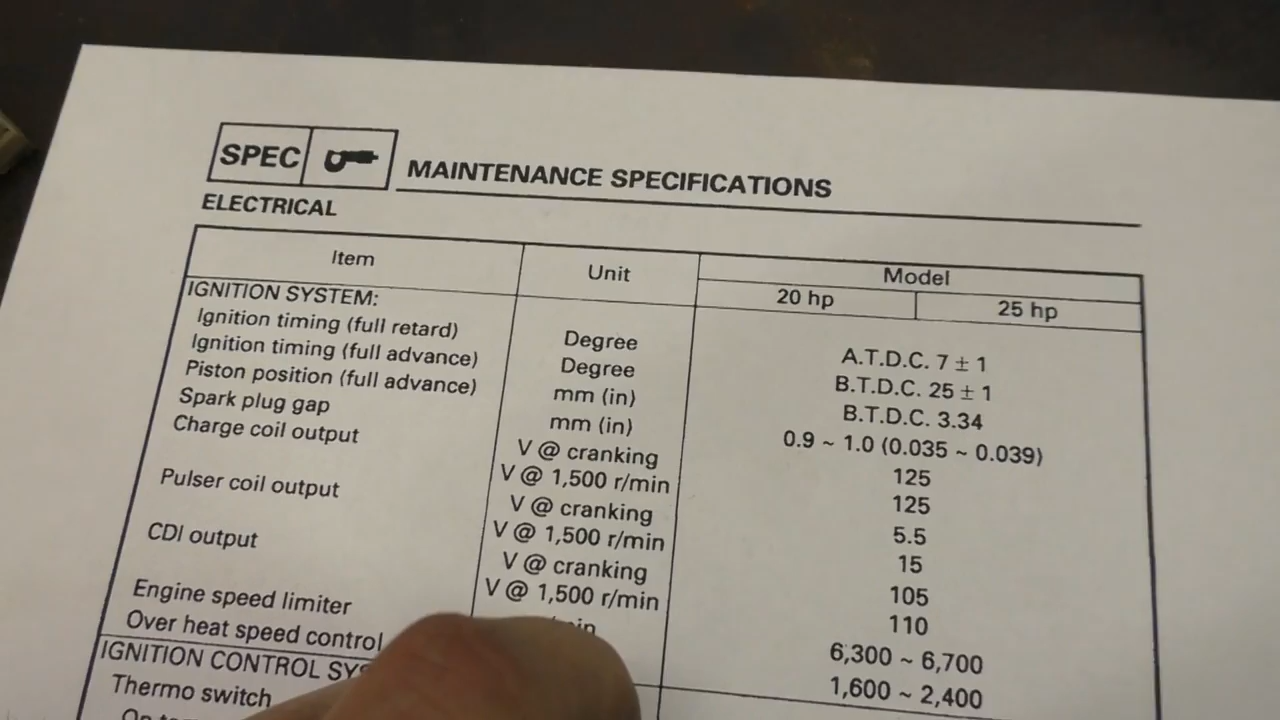 SPEC
MAINTENANCE SPECIFICATIONS
ELECTRICAL
Item Unit Model
20 hp 25 hp
IGNITION SYSTEM:
Ignition timing (full retard) Degree A.T.D.C. 7 ± 1
Ignition timing (full advance) Degree B.T.D.C. 25 ± 1
Piston position (full advance) mm (in) B.T.D.C. 3.34
Spark plug gap mm (in) 0.9 ~ 1.0 (0.035 ~ 0.039)
Charge coil output V @ cranking 125
V @ 1,500 r/min 125
Pulser coil output V @ cranking 5.5
V @ 1,500 r/min 15
CDI output V @ cranking 105
V @ 1,500 r/min 110
Engine speed limiter 6,300 ~ 6,700
Over heat speed control 1,600 ~ 2,400
IGNITION CONTROL
Thermo switch